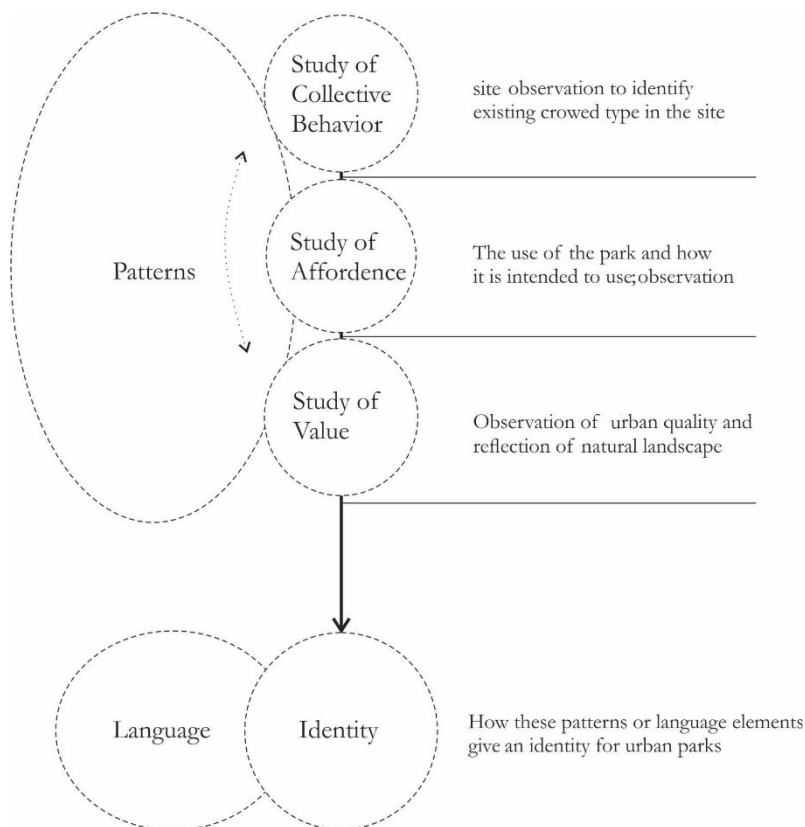 Study of
Collective
Behavior
site observation to identify
existing crowed type in the site
Patterns
Study of
Affordence
The use of the park and how
it is intended to use;observation
Study of
Value
Observation of urban quality and
reflection of natural landscape
Language
Identity
How these patterns or language elements
give an identity for urban parks